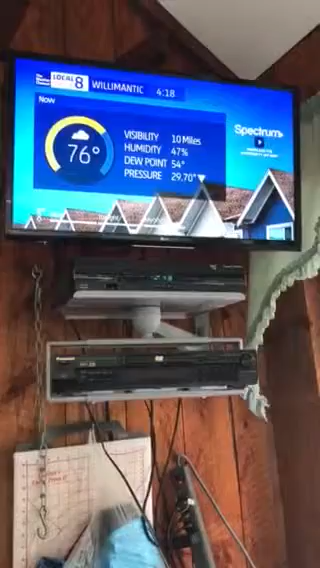 LOCAL
8
WILLIMANTIC 4:18
Now
76°
VISIBILITY 10 Miles
HUMIDITY 47%
DEW POINT 54°
PRESSURE 29.70"▼
Spectrum
Panasonic